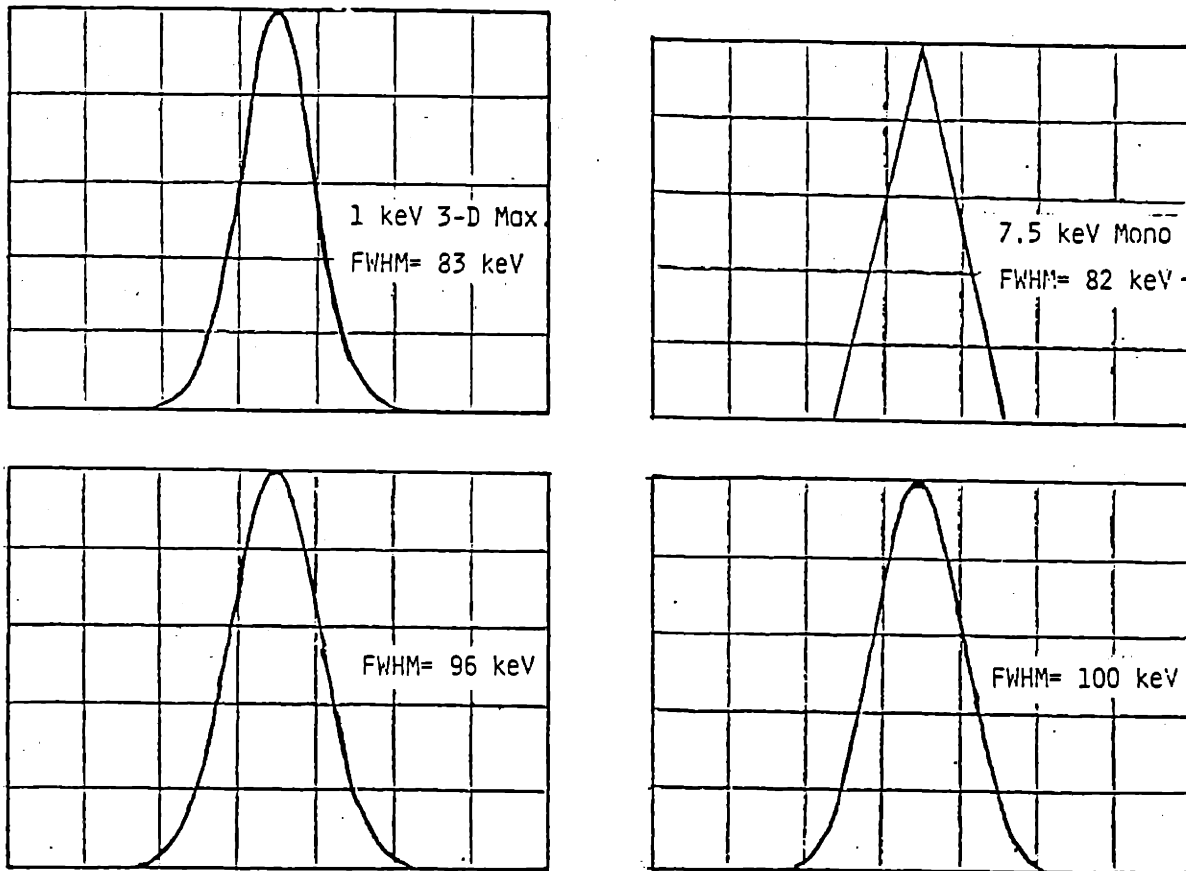 1 keV 3-D Max.
FWHM= 83 keV
7.5 keV Mono
FWHM= 82 keV
FWHM= 96 keV
FWHM= 100 keV